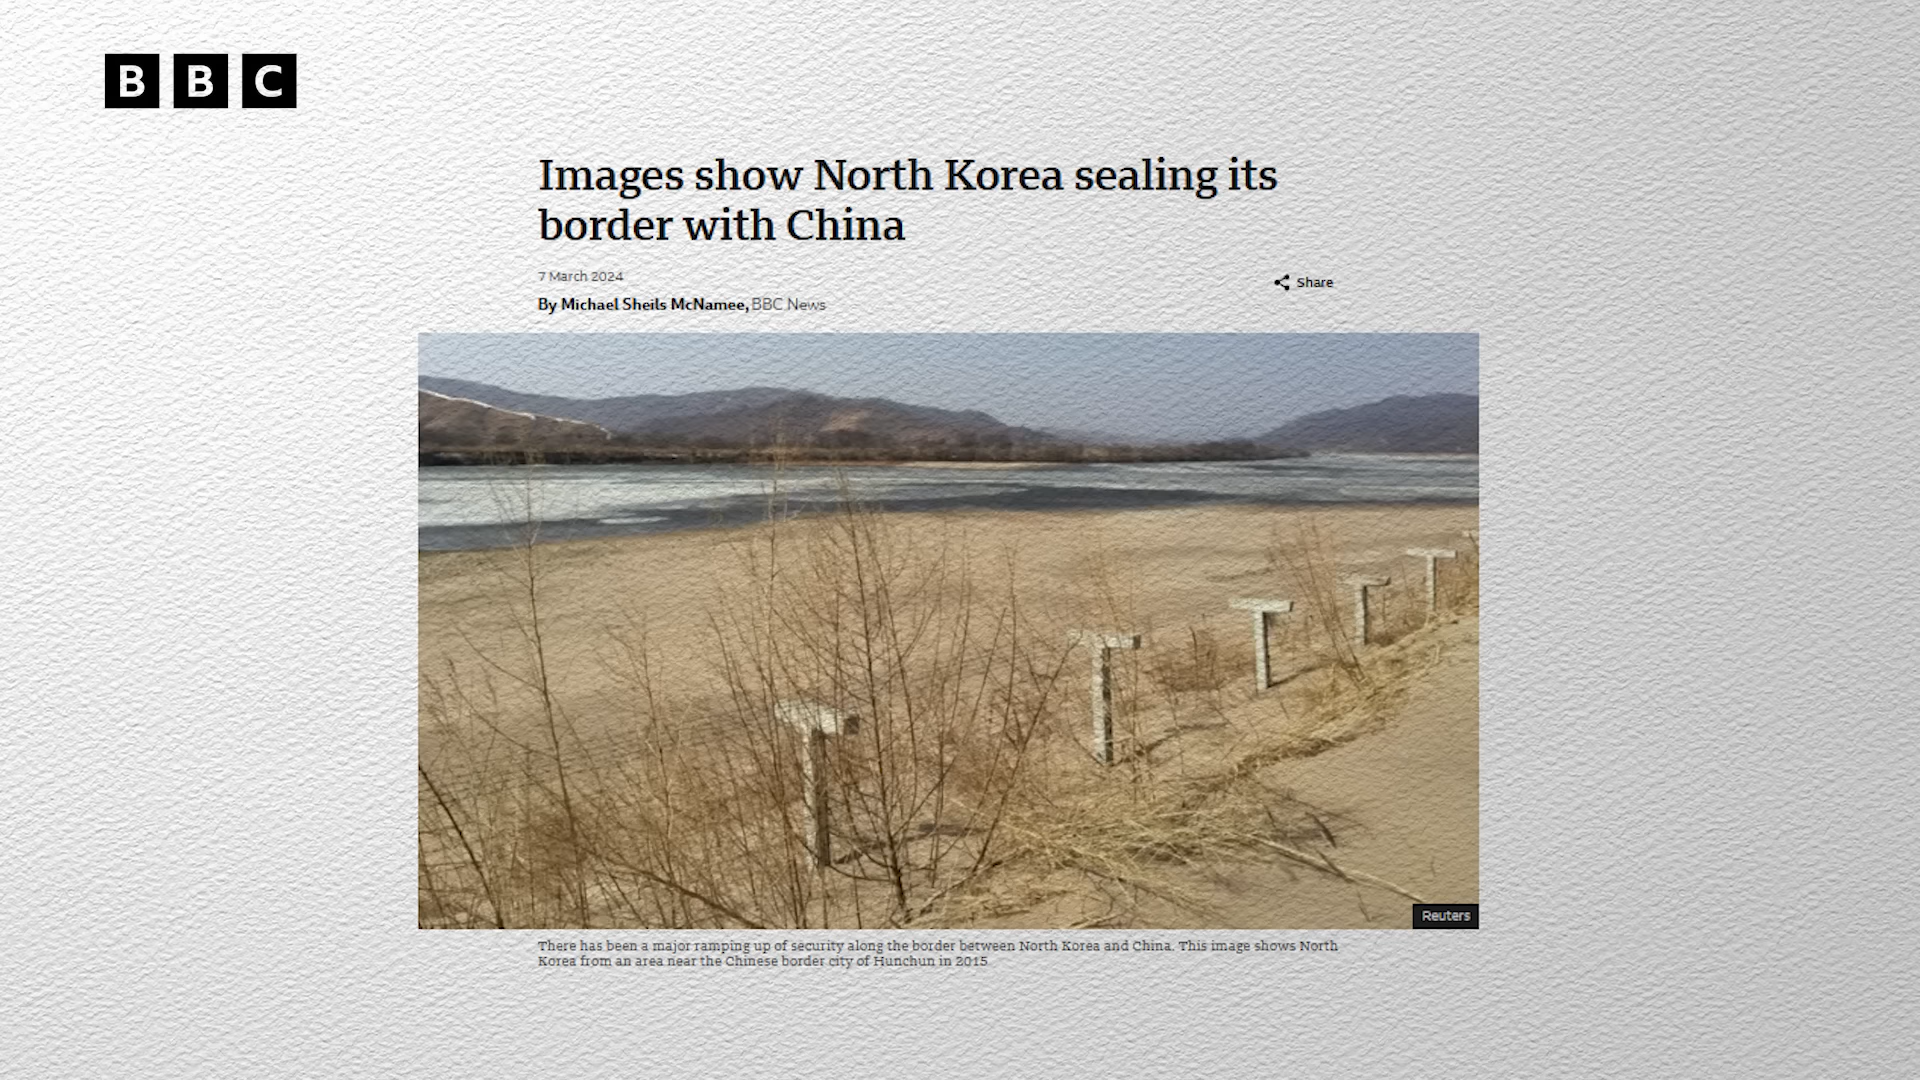 BBC
Images show North Korea sealing its
border with China
7 March 2024
Share
By Michael Sheils McNamee, BBC News
Reuters
There has been a major ramping up of security along the border between North Korea and China. This image shows North
Korea from an area near the Chinese border city of Hunchun in 2015